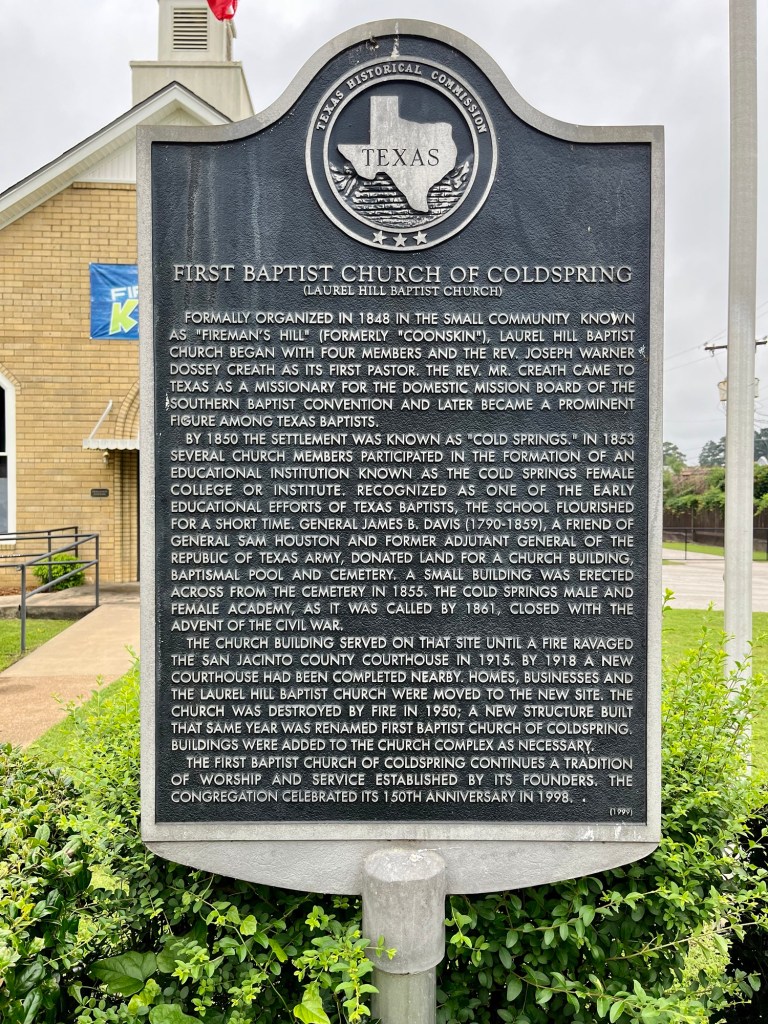 TEXAS HISTORICAL COMMISSION
TEXAS
FIRST BAPTIST CHURCH OF COLDSPRING
(LAUREL HILL BAPTIST CHURCH)
FORMALLY ORGANIZED IN 1848 IN THE SMALL COMMUNITY KNOWN
AS "FIREMAN'S HILL" (FORMERLY "COONSKIN"), LAUREL HILL BAPTIST
CHURCH BEGAN WITH FOUR MEMBERS AND THE REV. JOSEPH WARNER
DOSSEY CREATH AS ITS FIRST PASTOR. THE REV. MR. CREATH CAME TO
TEXAS AS A MISSIONARY FOR THE DOMESTIC MISSION BOARD OF THE
SOUTHERN BAPTIST CONVENTION AND LATER BECAME A PROMINENT
FIGURE AMONG TEXAS BAPTISTS.
BY 1850 THE SETTLEMENT WAS KNOWN AS "COLD SPRINGS." IN 1853
SEVERAL CHURCH MEMBERS PARTICIPATED IN THE FORMATION OF AN
EDUCATIONAL INSTITUTION KNOWN AS THE COLD SPRINGS FEMALE
COLLEGE OR INSTITUTE. RECOGNIZED AS ONE OF THE EARLY
EDUCATIONAL EFFORTS OF TEXAS BAPTISTS, THE SCHOOL FLOURISHED
FOR A SHORT TIME. GENERAL JAMES B. DAVIS (1790-1859), A FRIEND OF
GENERAL SAM HOUSTON AND FORMER ADJUTANT GENERAL OF THE
REPUBLIC OF TEXAS ARMY, DONATED LAND FOR A CHURCH BUILDING,
BAPTISMAL POOL AND CEMETERY. A SMALL BUILDING WAS ERECTED
ACROSS FROM THE CEMETERY IN 1855. THE COLD SPRINGS MALE AND
FEMALE ACADEMY, AS IT WAS CALLED BY 1861, CLOSED WITH THE
ADVENT OF THE CIVIL WAR.
THE CHURCH BUILDING SERVED ON THAT SITE UNTIL A FIRE RAVAGED
THE SAN JACINTO COUNTY COURTHOUSE IN 1915. BY 1918 A NEW
COURTHOUSE HAD BEEN COMPLETED NEARBY. HOMES, BUSINESSES AND
THE LAUREL HILL BAPTIST CHURCH WERE MOVED TO THE NEW SITE. THE
CHURCH WAS DESTROYED BY FIRE IN 1950; A NEW STRUCTURE BUILT
THAT SAME YEAR WAS RENAMED FIRST BAPTIST CHURCH OF COLDSPRING.
BUILDINGS WERE ADDED TO THE CHURCH COMPLEX AS NECESSARY.
THE FIRST BAPTIST CHURCH OF COLDSPRING CONTINUES A TRADITION
OF WORSHIP AND SERVICE ESTABLISHED BY ITS FOUNDERS. THE
CONGREGATION CELEBRATED ITS 150TH ANNIVERSARY IN 1998.
(1999)